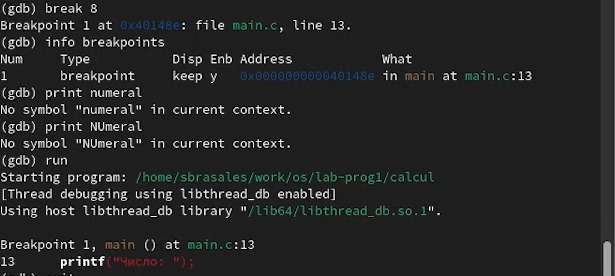 (gdb) break 8
Breakpoint 1 at 0x40148e: file main.c, line 13.
(gdb) info breakpoints
Num     Type           Disp Enb Address            What
1       breakpoint     keep y   0x000000000040148e in main at main.c:13
(gdb) print numeral
No symbol "numeral" in current context.
(gdb) print NUmeral
No symbol "NUmeral" in current context.
(gdb) run
Starting program: /home/sbrasales/work/os/lab-prog1/calcul
[Thread debugging using libthread_db enabled]
Using host libthread_db library "/lib64/libthread_db.so.1".
Breakpoint 1, main () at main.c:13
13      printf("Число: ");